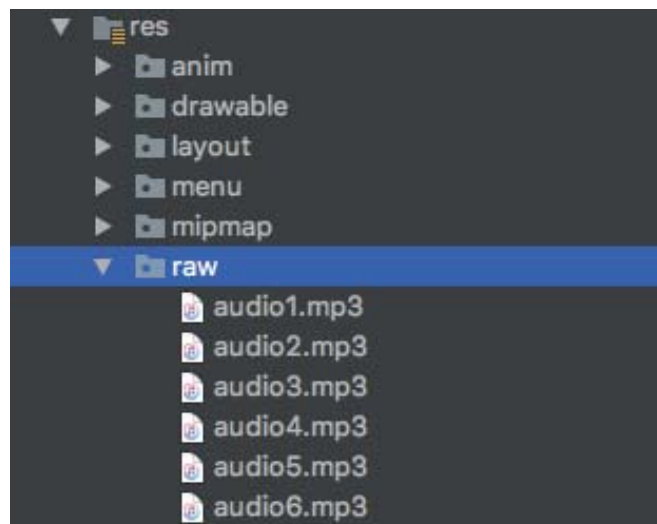 res
anim
drawable
layout
menu
mipmap
raw
audio1.mp3
audio2.mp3
audio3.mp3
audio4.mp3
audio5.mp3
audio6.mp3